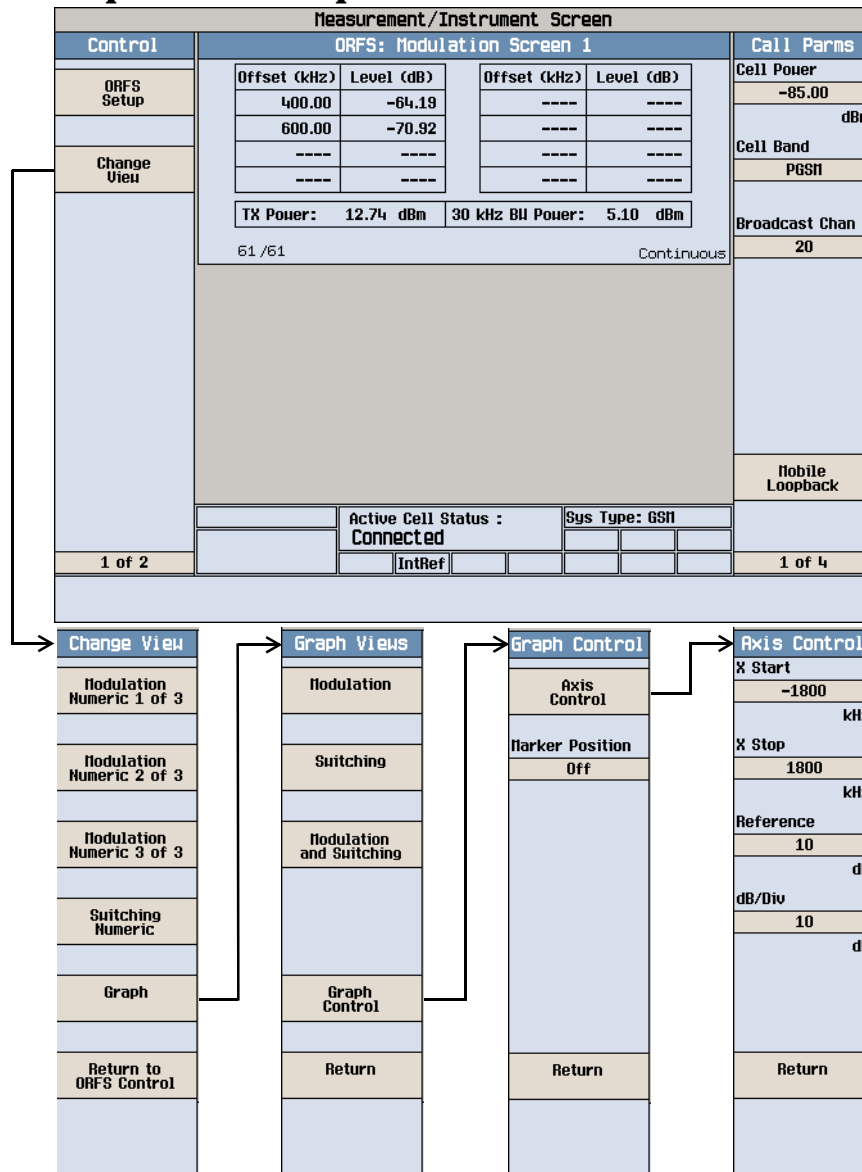 Measurement/Instrument Screen
Control
ORFS: Modulation Screen 1
Call Parms
ORFS
Setup
Change
View
1 of 2
Offset (kHz) Level (dB) Offset (kHz) Level (dB)
400.00 -64.19 ---- ----
600.00 -70.92 ---- ----
---- ---- ---- ----
---- ---- ---- ----
TX Power: 12.74 dBm 30 kHz BW Power: 5.10 dBm
61/61 Continuous
Active Cell Status :
Connected
Sys Type: GSM
IntRef
Cell Power
-85.00
Cell Band
PGSM
Broadcast Chan
20
Mobile
Loopback
1 of 4
Change View
Modulation
Numeric 1 of 3
Modulation
Numeric 2 of 3
Modulation
Numeric 3 of 3
Switching
Numeric
Graph
Return to
ORFS Control
Graph Views
Modulation
Switching
Modulation
and Switching
Graph
Control
Return
Graph Control
Axis
Control
Marker Position
Off
Return
Axis Control
X Start
-1800
X Stop
1800
Reference
10
dB/Div
10
Return